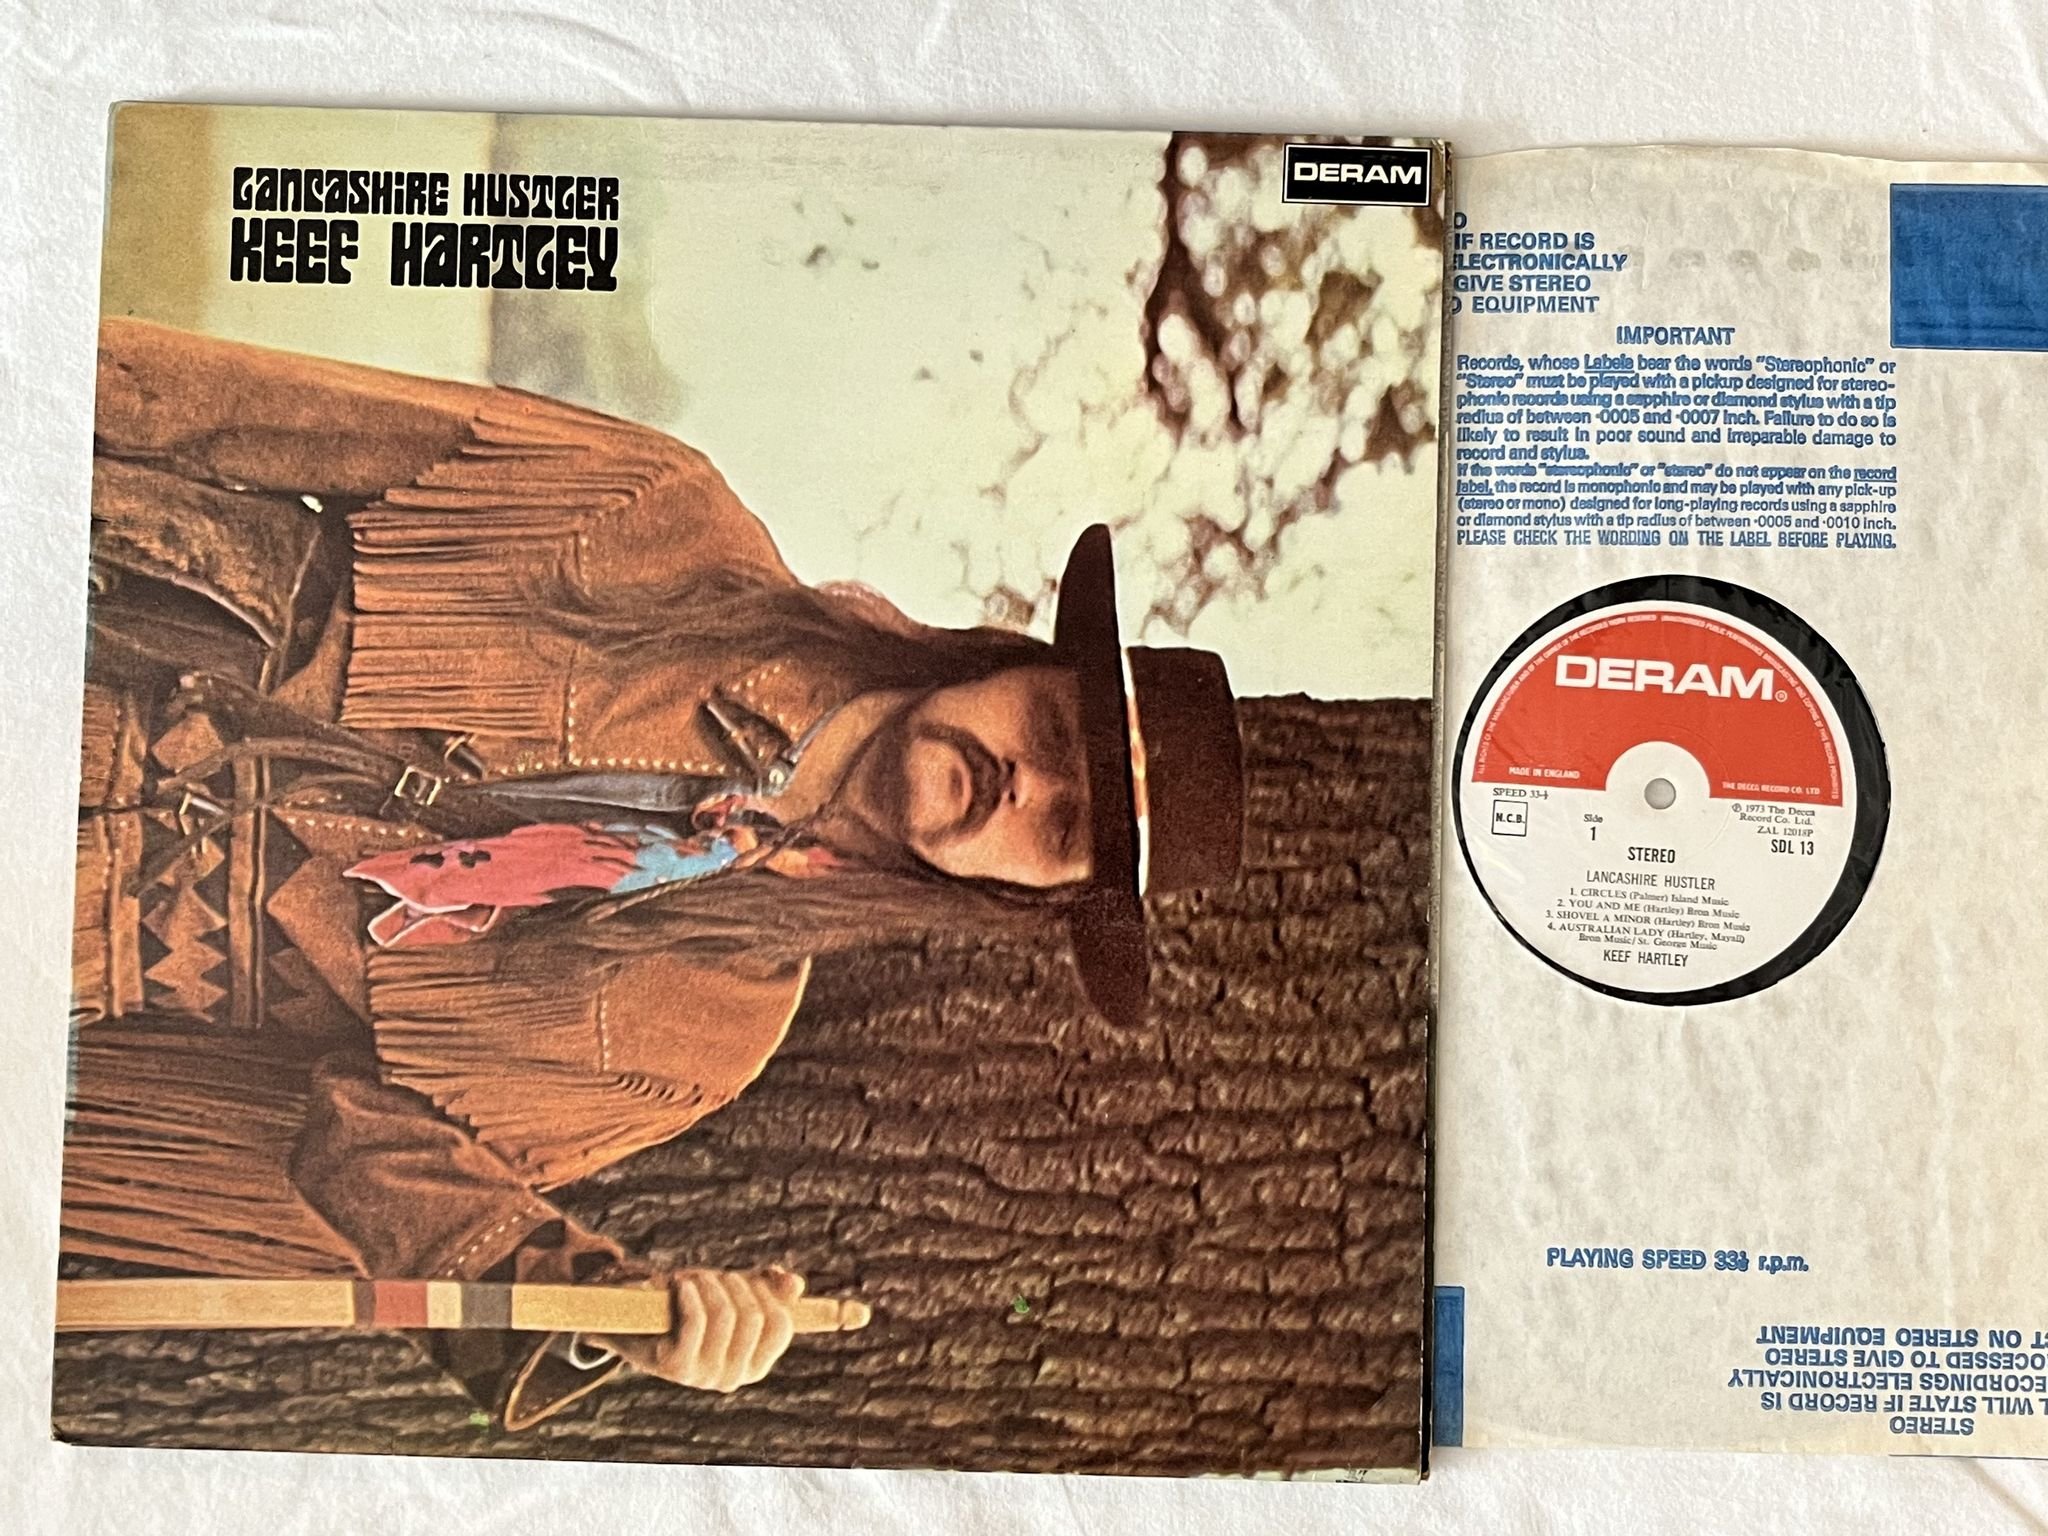 LANCASHIRE HUSTLER
KEEF HARTLEY
DERAM
IF RECORD IS
ELECTRONICALLY
GIVE STEREO
EQUIPMENT
IMPORTANT
Records, whose Labels bear the words "Stereophonic" or
"Stereo" must be played with a pickup designed for stereo-
phonic records using a sapphire or diamond stylus with a tip
radius of between ·0005 and ·0007 inch. Failure to do so is
likely to result in poor sound and irreparable damage to
record and stylus.
If the words "stereophonic" or "stereo" do not appear on the record
label, the record is monophonic and may be played with any pick-up
(stereo or mono) designed for long-playing records using a sapphire
or diamond stylus with a tip radius of between ·0005 and ·0010 inch.
PLEASE CHECK THE WORDING ON THE LABEL BEFORE PLAYING.
DERAM®
MADE IN ENGLAND
THE DECCA RECORD CO. LTD
SPEED 33⅓
N.C.B.
℗ 1973 The Decca
Record Co. Ltd.
ZAL 12018P
SDL 13
Side
1
STEREO
LANCASHIRE HUSTLER
1. CIRCLES (Palmer) Island Music
2. YOU AND ME (Hartley) Bron Music
3. SHOVEL A MINOR (Hartley) Bron Music
4. AUSTRALIAN LADY (Hartley, Mayall)
Bron Music/St. George Music
KEEF HARTLEY
PLAYING SPEED 33⅓ r.p.m.
STEREO
WILL STATE IF RECORD IS
RECORDINGS ELECTRONICALLY
TO GIVE STEREO
ON STEREO EQUIPMENT